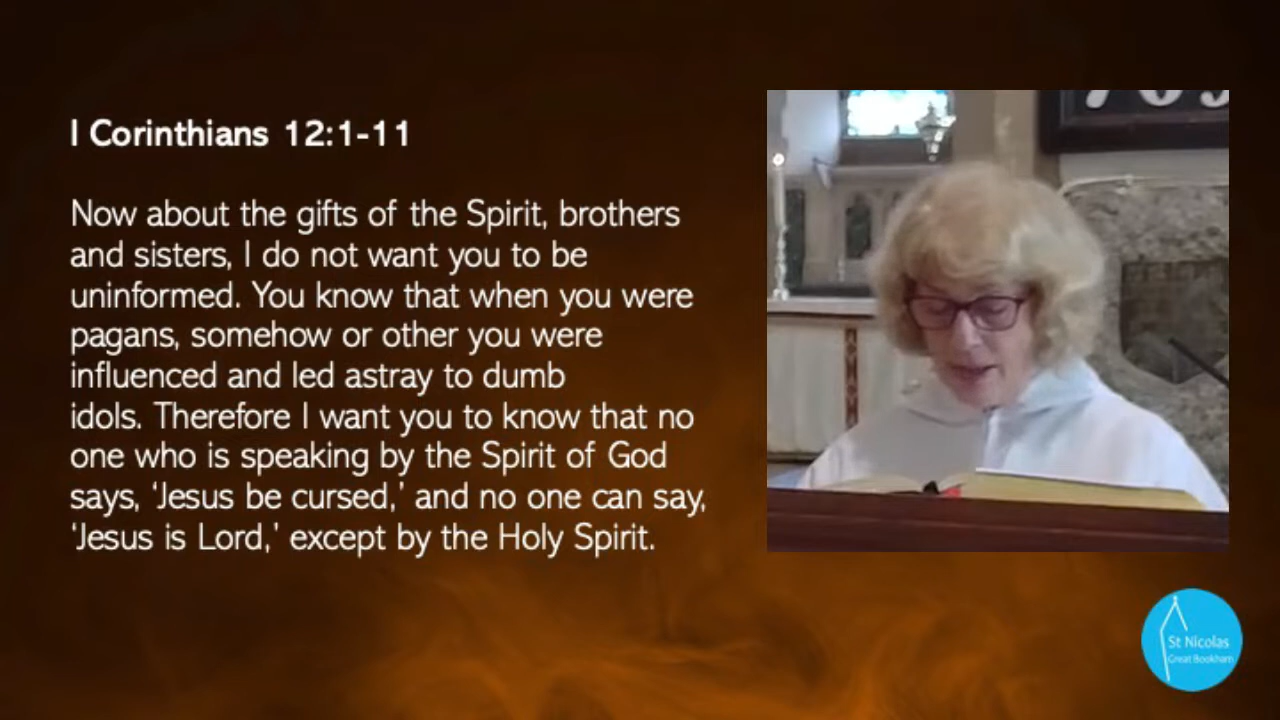 I Corinthians 12:1-11
Now about the gifts of the Spirit, brothers
and sisters, I do not want you to be
uninformed. You know that when you were
pagans, somehow or other you were
influenced and led astray to dumb
idols. Therefore I want you to know that no
one who is speaking by the Spirit of God
says, ‘Jesus be cursed,’ and no one can say,
‘Jesus is Lord,’ except by the Holy Spirit.
St Nicolas
Great Bookham